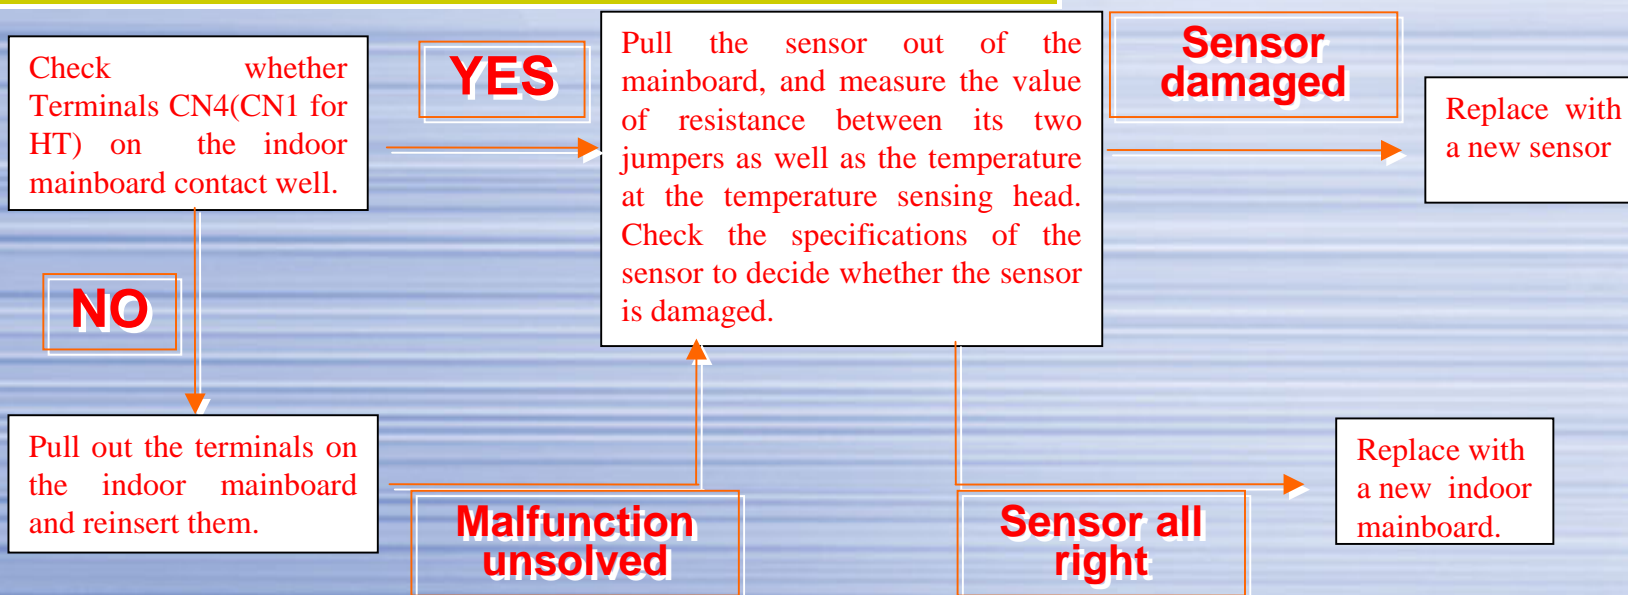 Check whether
Terminals CN4(CN1 for
HT) on the indoor
mainboard contact well.
YES
Pull the sensor out of the
mainboard, and measure the value
of resistance between its two
jumpers as well as the temperature
at the temperature sensing head.
Check the specifications of the
sensor to decide whether the sensor
is damaged.
Sensor
damaged
Replace with
a new sensor
NO
Pull out the terminals on
the indoor mainboard
and reinsert them.
Malfunction
unsolved
Sensor all
right
Replace with
a new indoor
mainboard.